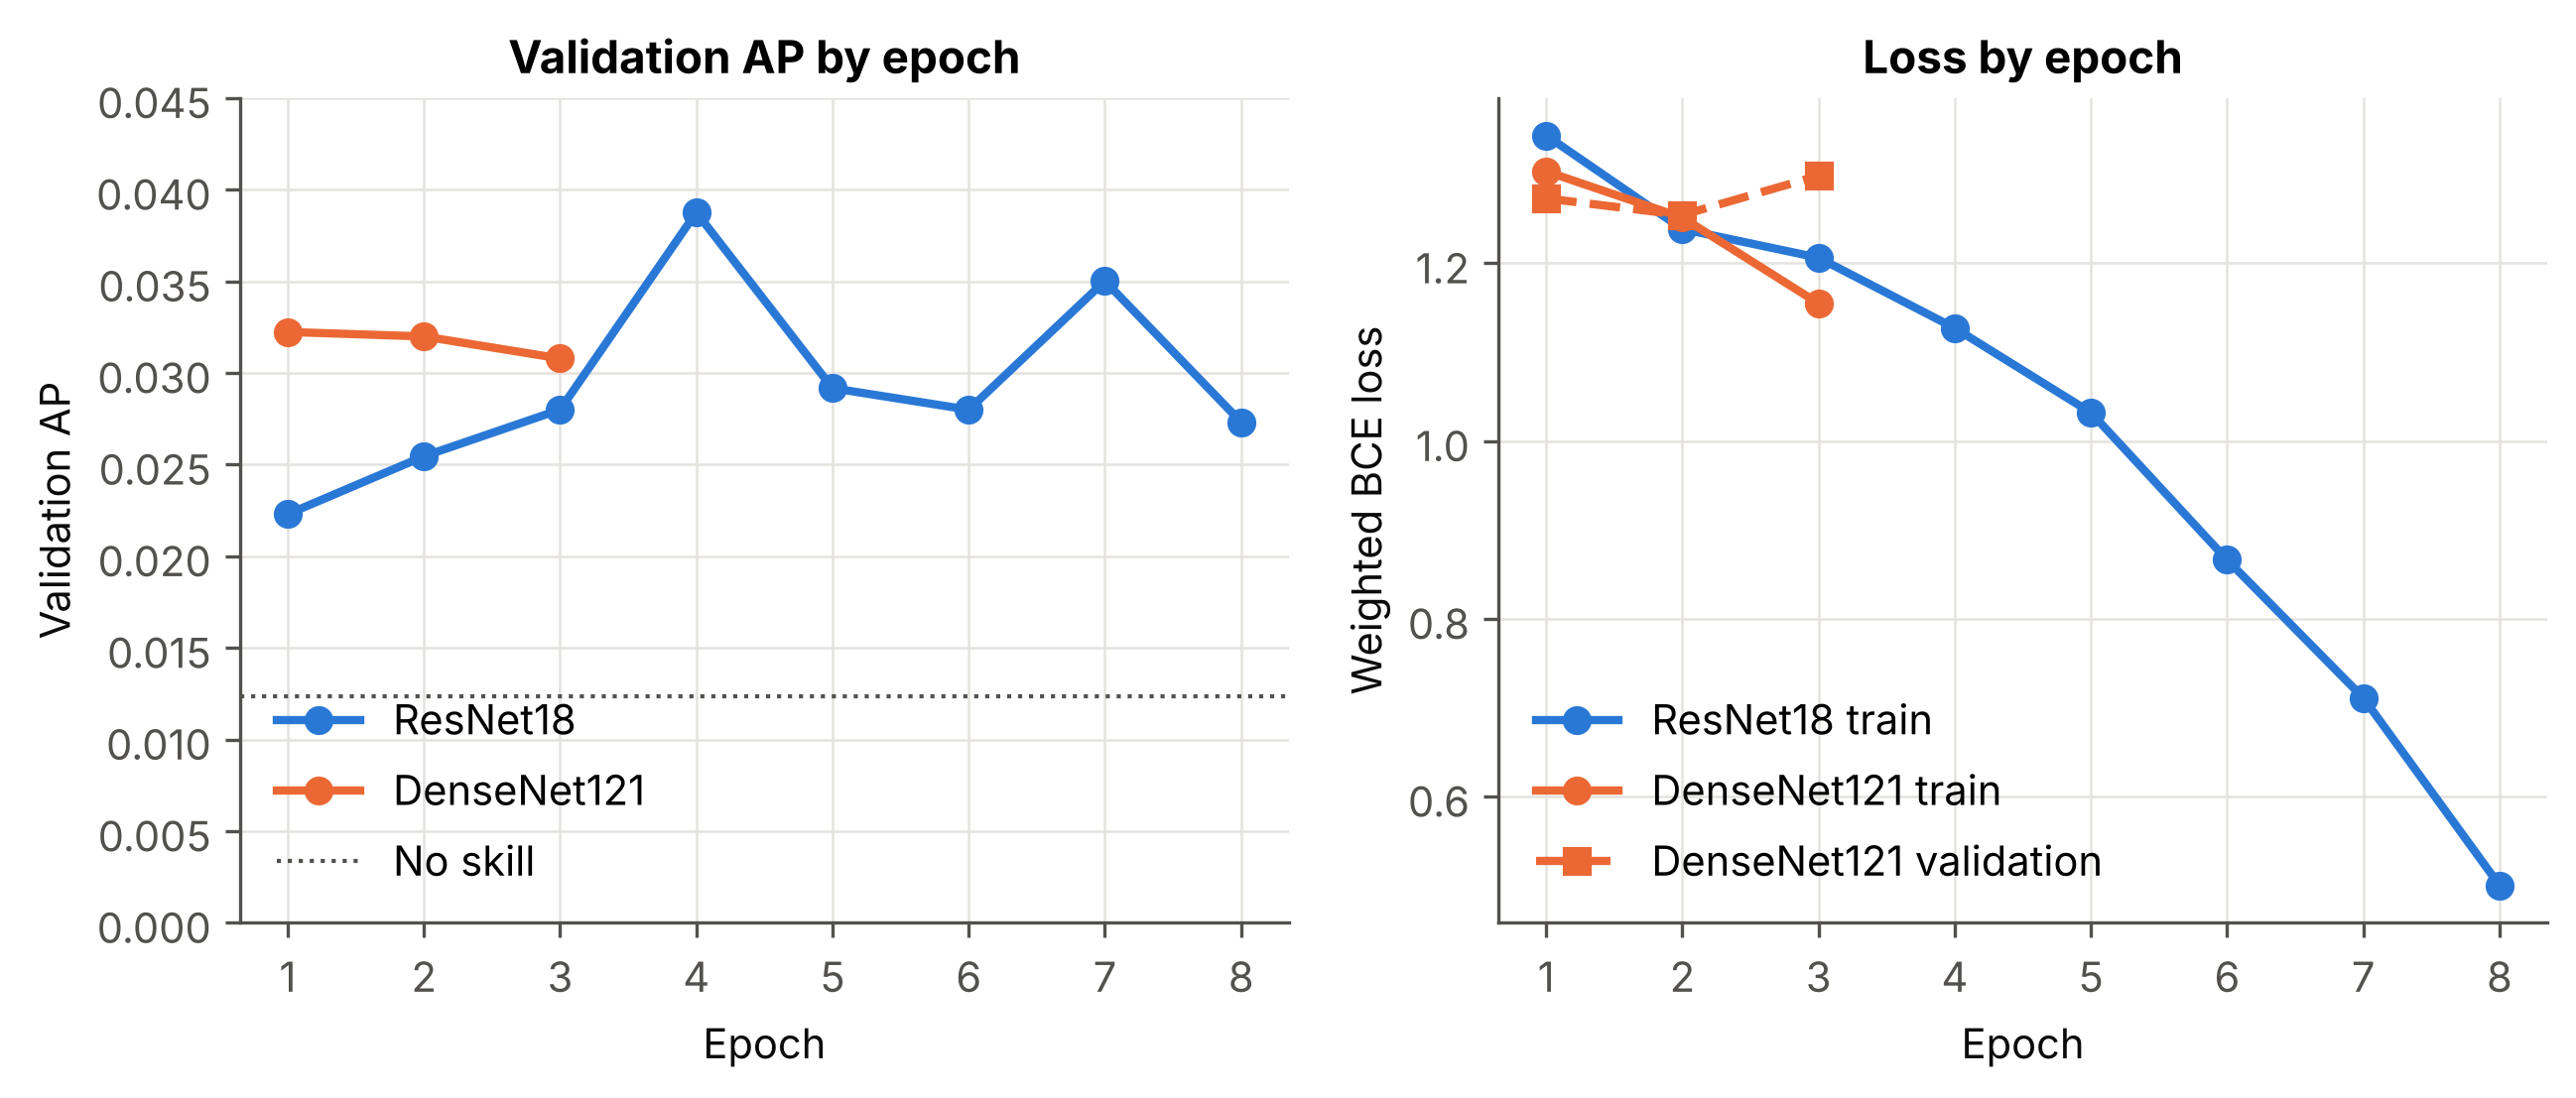 Validation AP by epoch
0.045
0.040
0.035
0.030
0.025
0.020
0.015
0.010
0.005
0.000
Validation AP
ResNet18
DenseNet121
No skill
1 2 3 4 5 6 7 8
Epoch
Loss by epoch
1.2
1.0
0.8
0.6
Weighted BCE loss
ResNet18 train
DenseNet121 train
DenseNet121 validation
1 2 3 4 5 6 7 8
Epoch